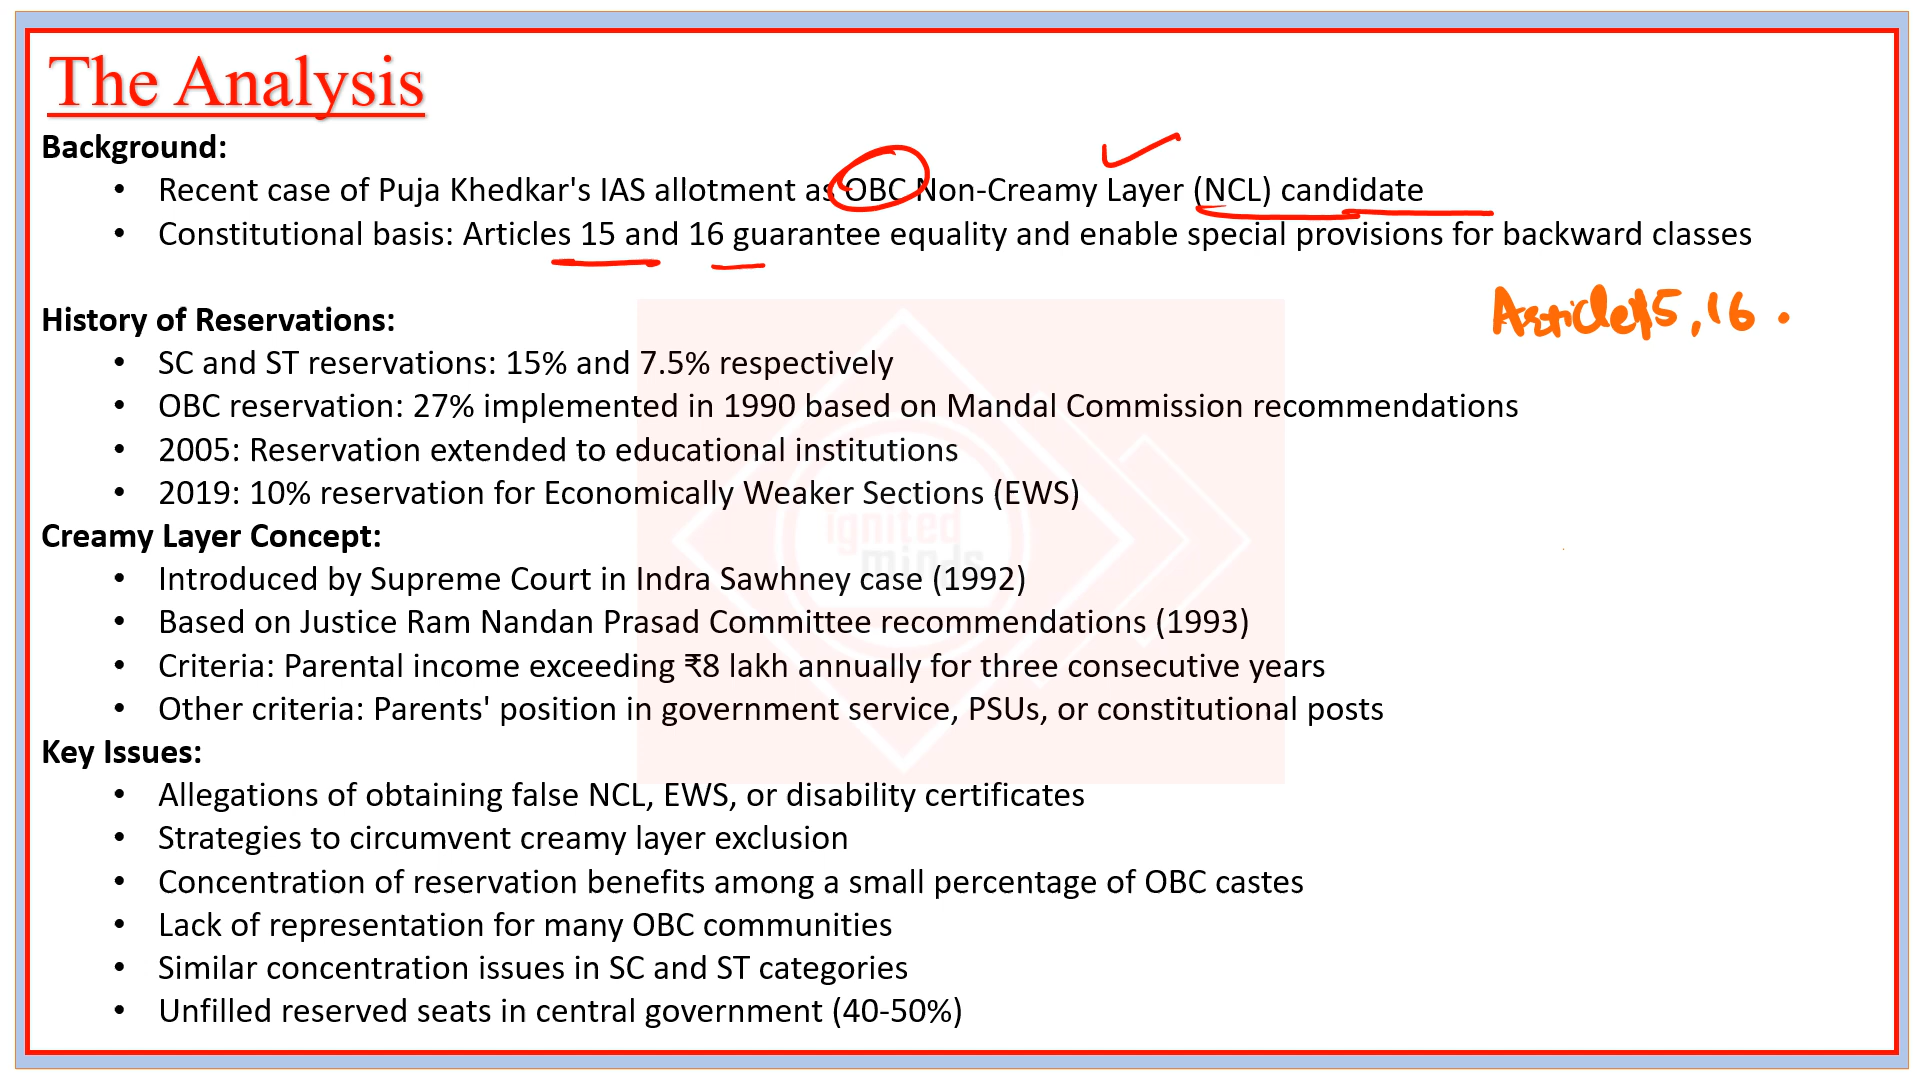 The Analysis
Background:
• Recent case of Puja Khedkar's IAS allotment as OBC Non-Creamy Layer (NCL) candidate
• Constitutional basis: Articles 15 and 16 guarantee equality and enable special provisions for backward classes
Article 15, 16.
History of Reservations:
• SC and ST reservations: 15% and 7.5% respectively
• OBC reservation: 27% implemented in 1990 based on Mandal Commission recommendations
• 2005: Reservation extended to educational institutions
• 2019: 10% reservation for Economically Weaker Sections (EWS)
ignited
minds
Creamy Layer Concept:
• Introduced by Supreme Court in Indra Sawhney case (1992)
• Based on Justice Ram Nandan Prasad Committee recommendations (1993)
• Criteria: Parental income exceeding ₹8 lakh annually for three consecutive years
• Other criteria: Parents' position in government service, PSUs, or constitutional posts
Key Issues:
• Allegations of obtaining false NCL, EWS, or disability certificates
• Strategies to circumvent creamy layer exclusion
• Concentration of reservation benefits among a small percentage of OBC castes
• Lack of representation for many OBC communities
• Similar concentration issues in SC and ST categories
• Unfilled reserved seats in central government (40-50%)